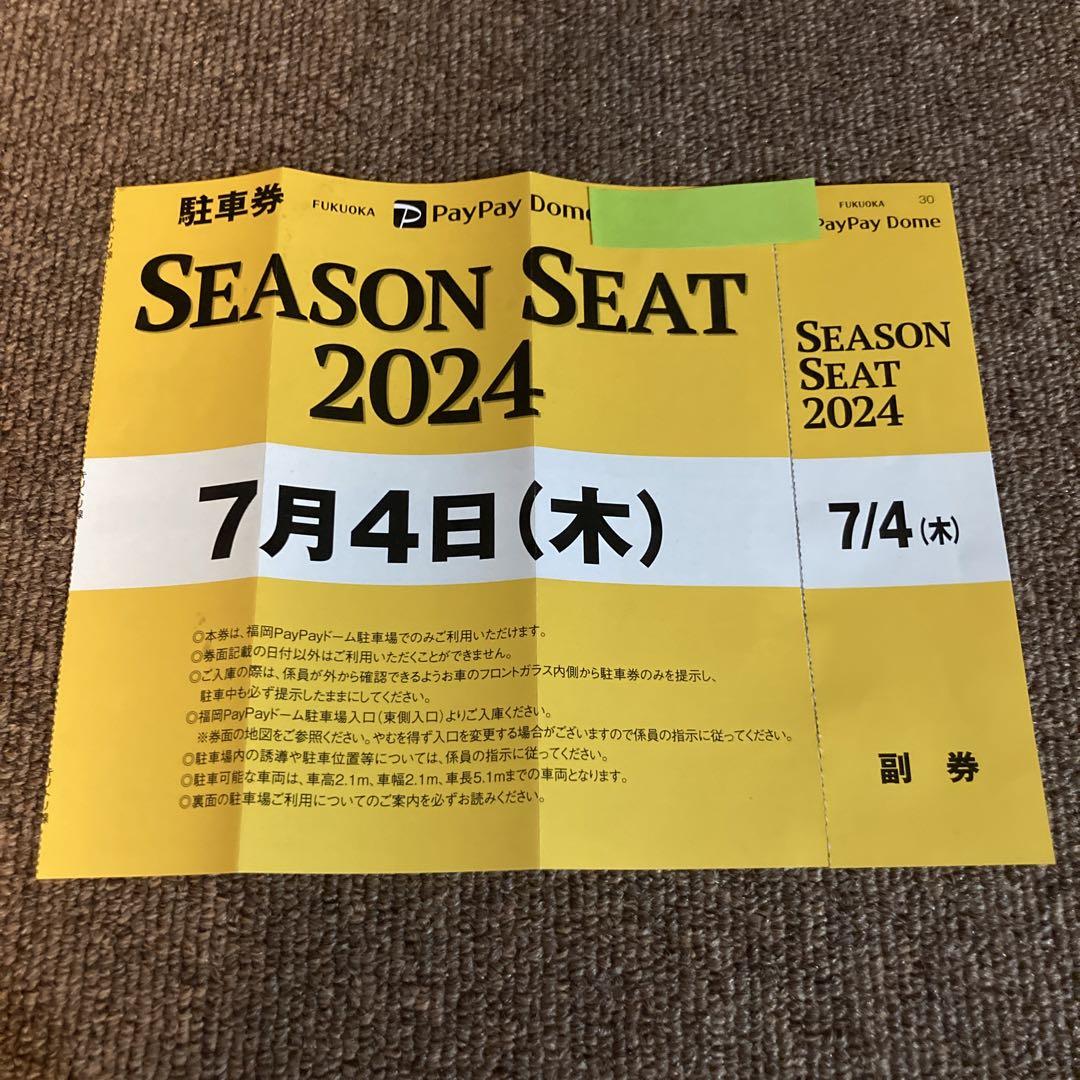 駐車券 FUKUOKA PayPay Dome
SEASON SEAT
2024
7月4日(木)
◎本券は、福岡PayPayドーム駐車場でのみご利用いただけます。
◎券面記載の日付以外はご利用いただくことができません。
◎ご入庫の際は、係員が外から確認できるようお車のフロントガラス内側から駐車券のみを提示し、
駐車中も必ず提示したままにしてください。
◎福岡PayPayドーム駐車場入口(東側入口)よりご入庫ください。
※券面の地図をご参照ください。やむを得ず入口を変更する場合がございますので係員の指示に従ってください。
◎駐車場内の誘導や駐車位置等については、係員の指示に従ってください。
◎駐車可能な車両は、車高2.1m、車幅2.1m、車長5.1mまでの車両となります。
◎裏面の駐車場ご利用についてのご案内を必ずお読みください。
FUKUOKA 30
PayPay Dome
SEASON
SEAT
2024
7/4(木)
副券